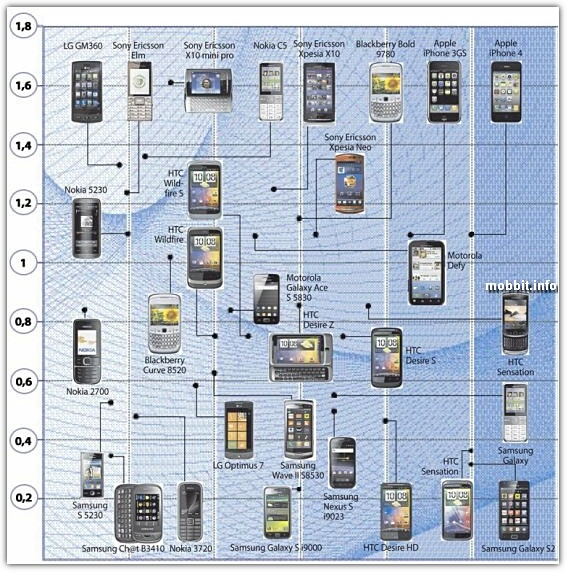 1,8
LG GM360
Sony Ericsson
Elm
Sony Ericsson
X10 mini pro
Nokia C5
Sony Ericsson
Xpesia X10
Blackberry Bold
9780
Apple
iPhone 3GS
Apple
iPhone 4
1,6
1,4
Sony Ericsson
Xpesia Neo
HTC
Wild-
fire S
Nokia 5230
1,2
HTC
Wildfire
1
Motorola
Defy
mobbit.info
Motorola
Galaxy Ace
S 5830
HTC
Desire Z
0,8
HTC
Desire S
Blackberry
Curve 8520
HTC
Sensation
NOKIA
Nokia 2700
0,6
0,4
LG Optimus 7
Samsung
Wave II S8530
Samsung
Galaxy
HTC
Sensation
Samsung
S 5230
0,2
Samsung
Nexus S
i9023
Samsung Ch@t B3410
Nokia 3720
Samsung Galaxy S i9000
HTC Desire HD
Samsung Galaxy S2